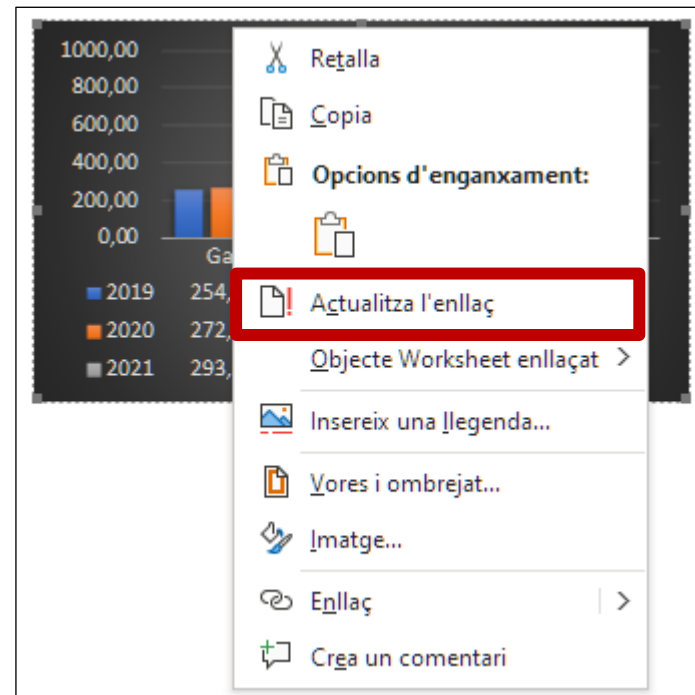 1000,00
800,00
600,00
400,00
200,00
0,00
Ga
2019 254,
2020 272,
2021 293,
Retalla
Copia
Opcions d'enganxament:
Actualitza l'enllaç
Objecte Worksheet enllaçat
Insereix una llegenda...
Vores i ombrejat...
Imatge...
Enllaç
Crea un comentari